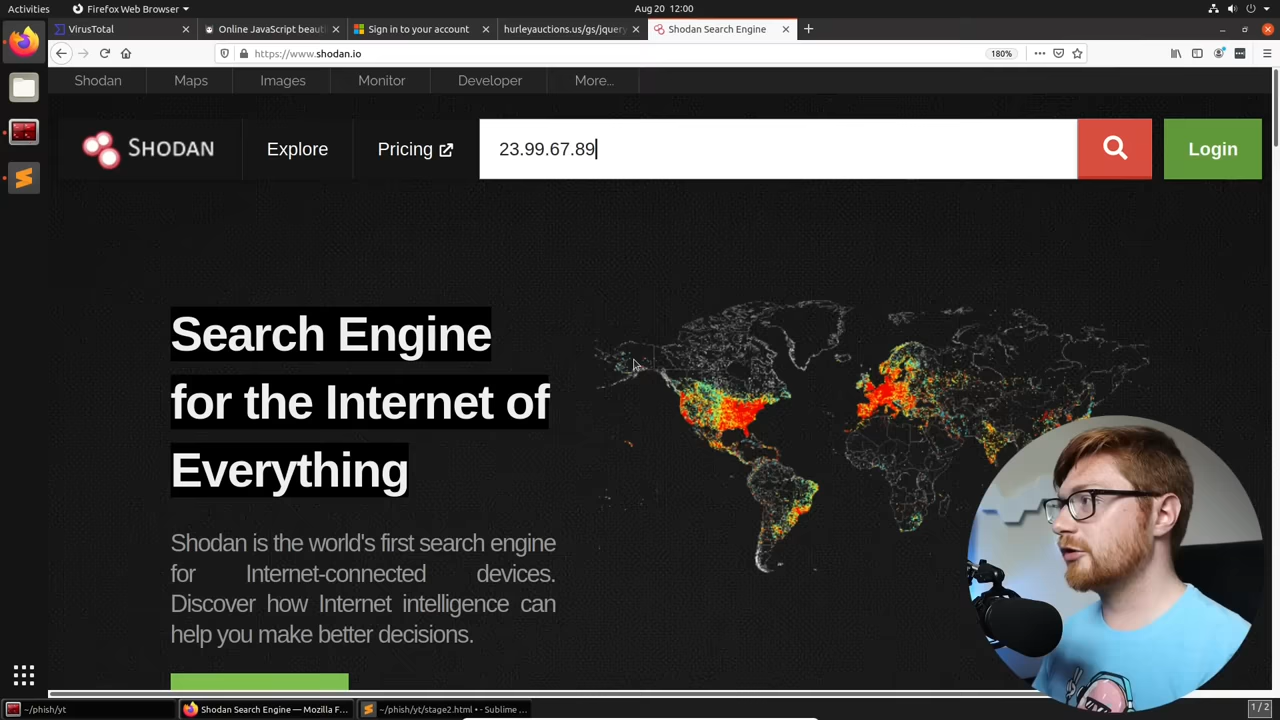 Activities
Firefox Web Browser
Aug 20 12:00
VirusTotal
Online JavaScript beaut
Sign in to your account
hurleyauctions.us/gs/jquery
Shodan Search Engine
https://www.shodan.io
180%
Shodan
Maps
Images
Monitor
Developer
More...
SHODAN
Explore
Pricing
23.99.67.89
Login
Search Engine
for the Internet of
Everything
Shodan is the world's first search engine
for Internet-connected devices.
Discover how Internet intelligence can
help you make better decisions.
~/phish/yt
Shodan Search Engine — Mozilla F...
~/phish/yt/stage2.html • - Sublime ...
1 / 2